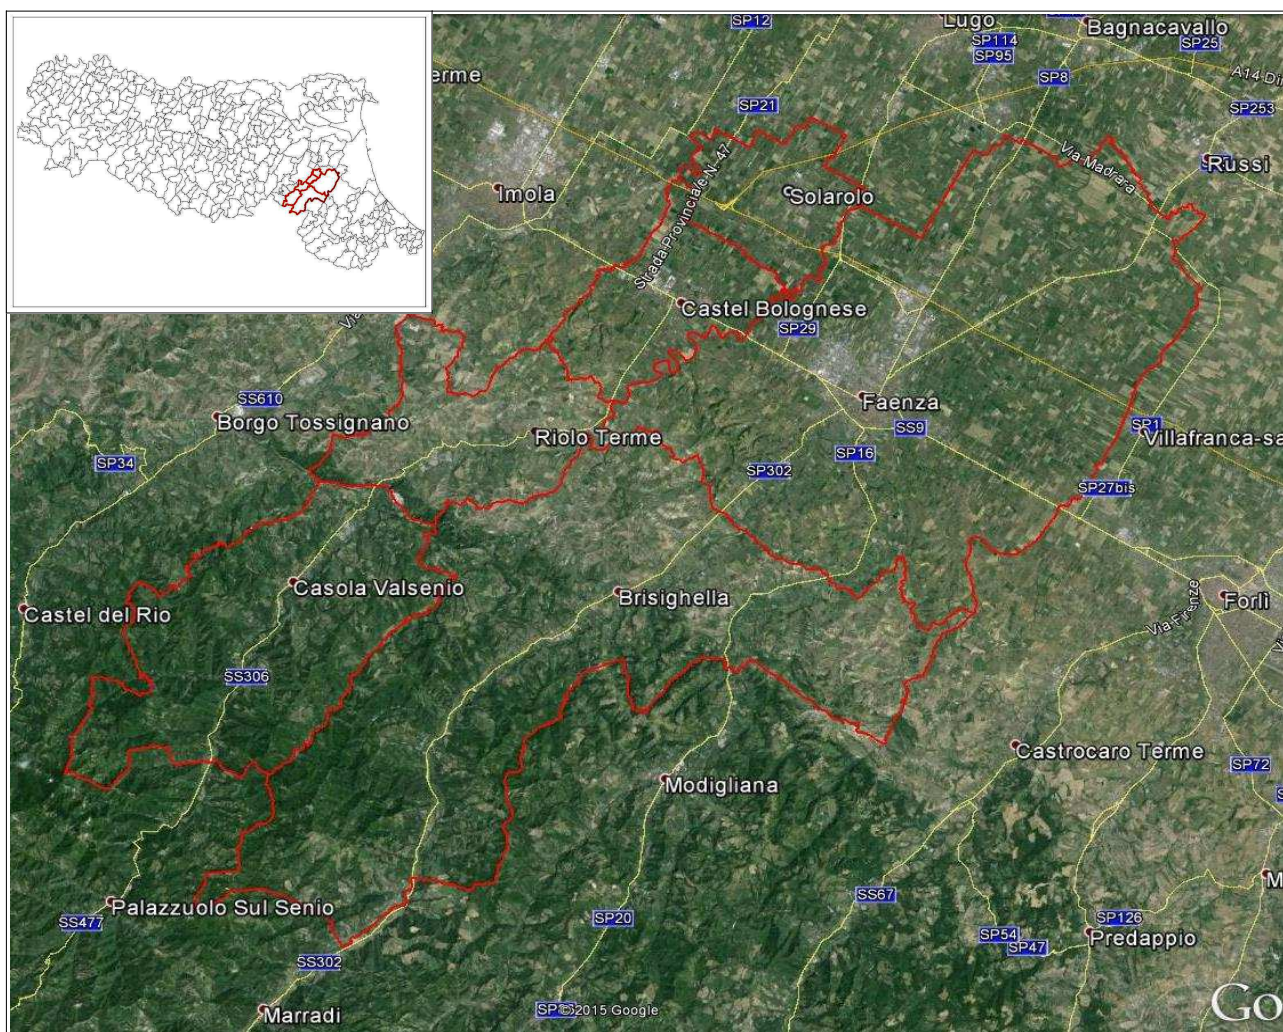 SP12
Lugo
Bagnacavallo
SP114
SP25
SP95
erme
SP8
A14-Dir
SP21
SP253
Via Madrara
Russi
Imola
Solarolo
Strada Provinciale N. 47
Castel Bolognese
SP29
SS610
Faenza
Borgo Tossignano
SS9
SP1
Riolo Terme
Villafranca-sa
SP34
SP16
SP302
SP27bis
Casola Valsenio
Brisighella
Forlì
Castel del Rio
Via Firenze
SS306
Castrocaro Terme
SP72
Modigliana
SS67
Palazzuolo Sul Senio
SS477
SP20
SP126
SP54
SP47
Predappio
SS302
Marradi
©2015 Google
Go